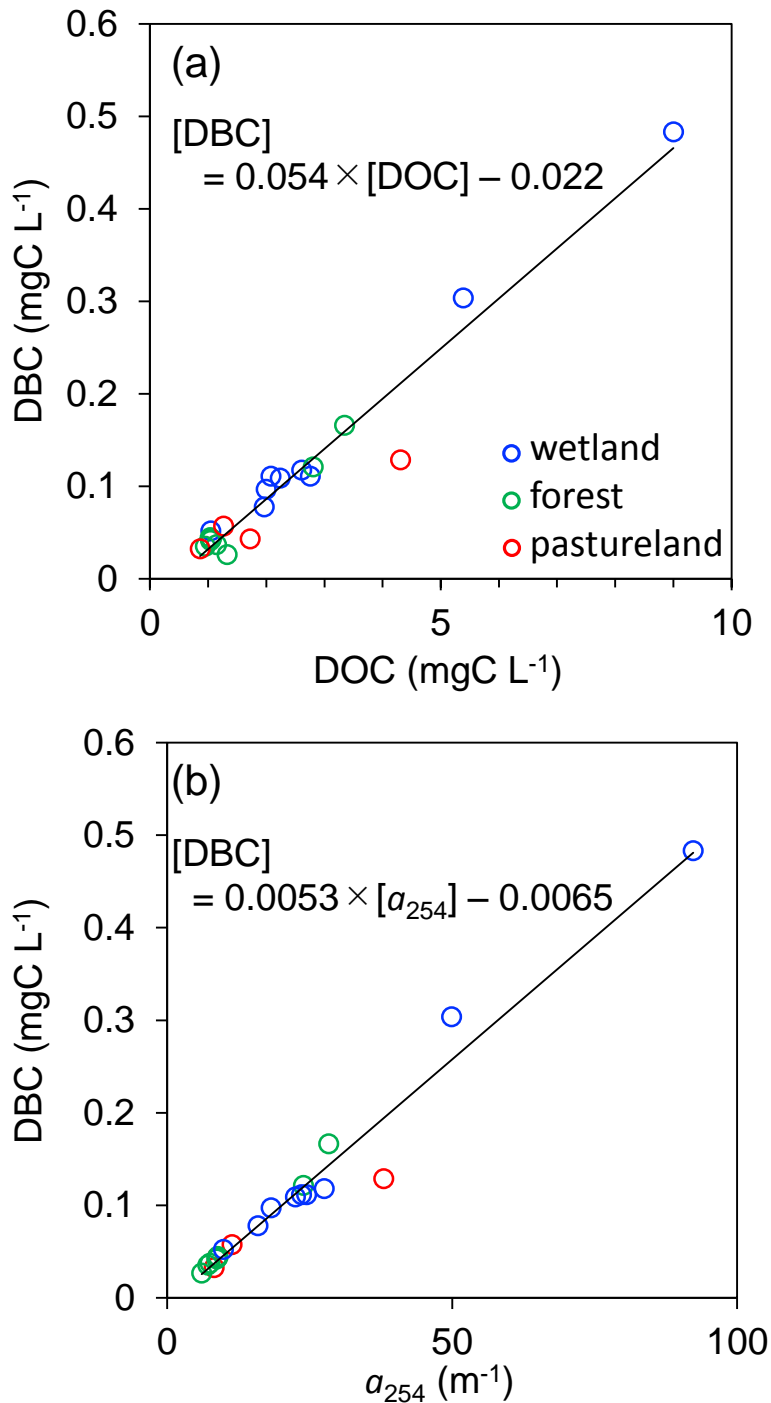 0.6
(a)
0.5
[DBC]
= 0.054×[DOC] – 0.022
0.4
DBC (mgC L⁻¹)
0.3
0.2
wetland
0.1
forest
pastureland
0
0
5
10
DOC (mgC L⁻¹)
0.6
(b)
0.5
[DBC]
= 0.0053×[a₂₅₄] – 0.0065
0.4
DBC (mgC L⁻¹)
0.3
0.2
0.1
0
0
50
100
a₂₅₄ (m⁻¹)